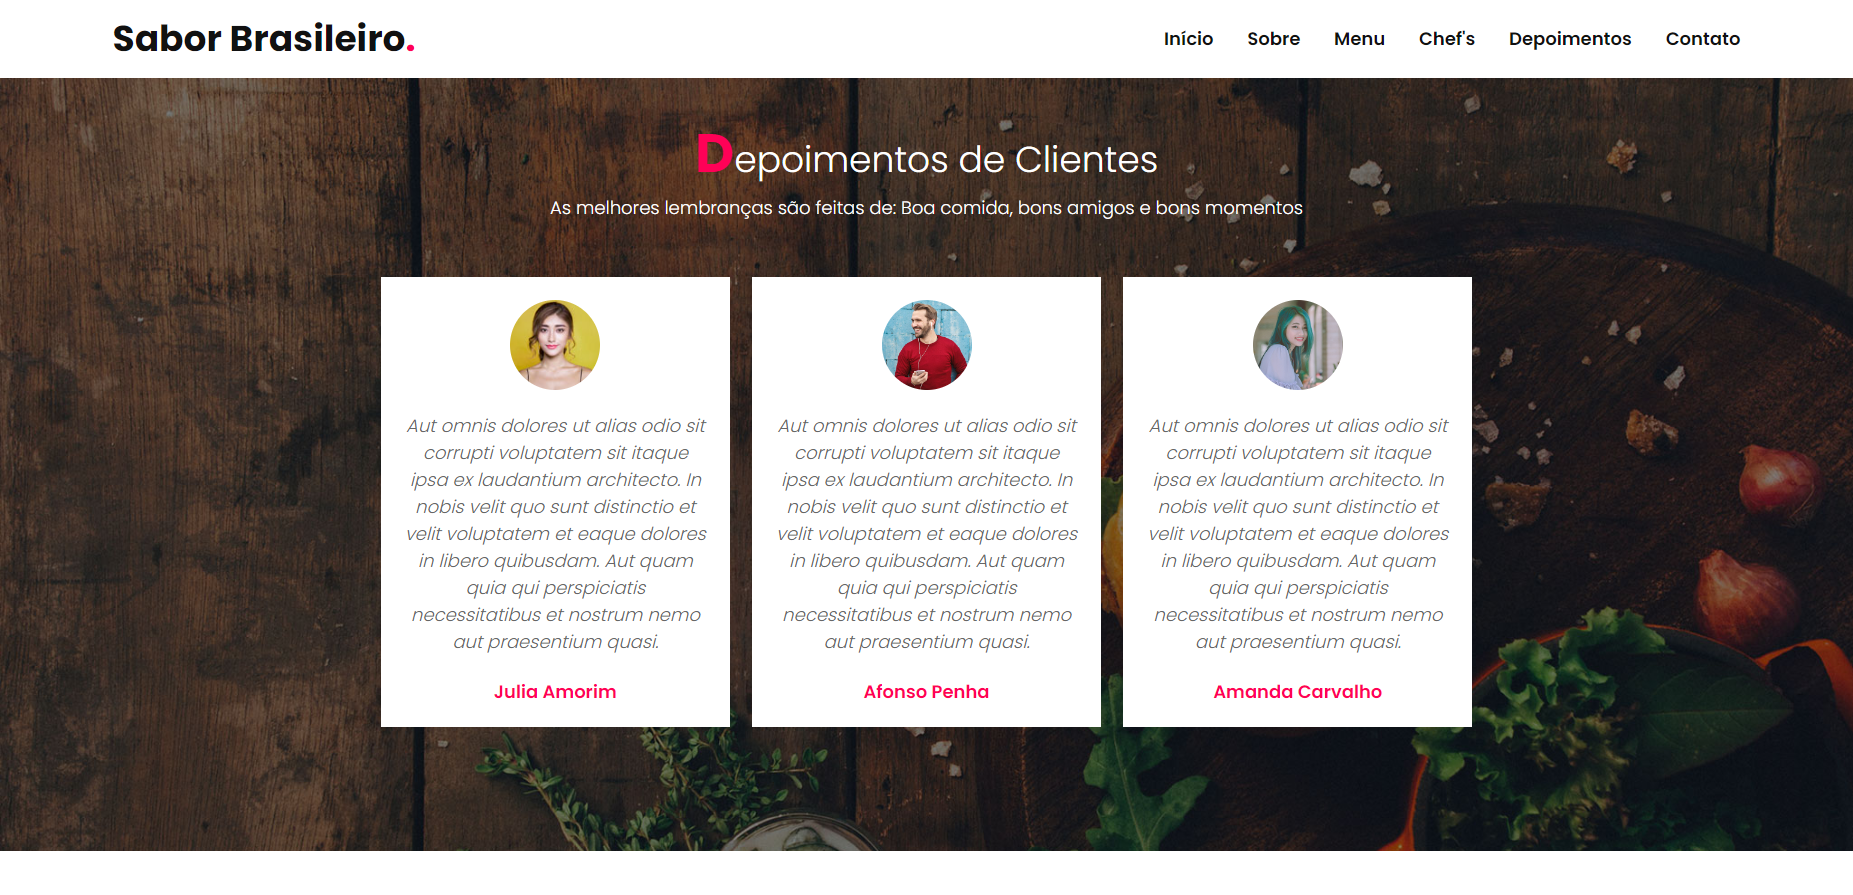 Sabor Brasileiro.
Início Sobre Menu Chef's Depoimentos Contato
Depoimentos de Clientes
As melhores lembranças são feitas de: Boa comida, bons amigos e bons momentos
Aut omnis dolores ut alias odio sit
corrupti voluptatem sit itaque
ipsa ex laudantium architecto. In
nobis velit quo sunt distinctio et
velit voluptatem et eaque dolores
in libero quibusdam. Aut quam
quia qui perspiciatis
necessitatibus et nostrum nemo
aut praesentium quasi.
Julia Amorim
Aut omnis dolores ut alias odio sit
corrupti voluptatem sit itaque
ipsa ex laudantium architecto. In
nobis velit quo sunt distinctio et
velit voluptatem et eaque dolores
in libero quibusdam. Aut quam
quia qui perspiciatis
necessitatibus et nostrum nemo
aut praesentium quasi.
Afonso Penha
Aut omnis dolores ut alias odio sit
corrupti voluptatem sit itaque
ipsa ex laudantium architecto. In
nobis velit quo sunt distinctio et
velit voluptatem et eaque dolores
in libero quibusdam. Aut quam
quia qui perspiciatis
necessitatibus et nostrum nemo
aut praesentium quasi.
Amanda Carvalho